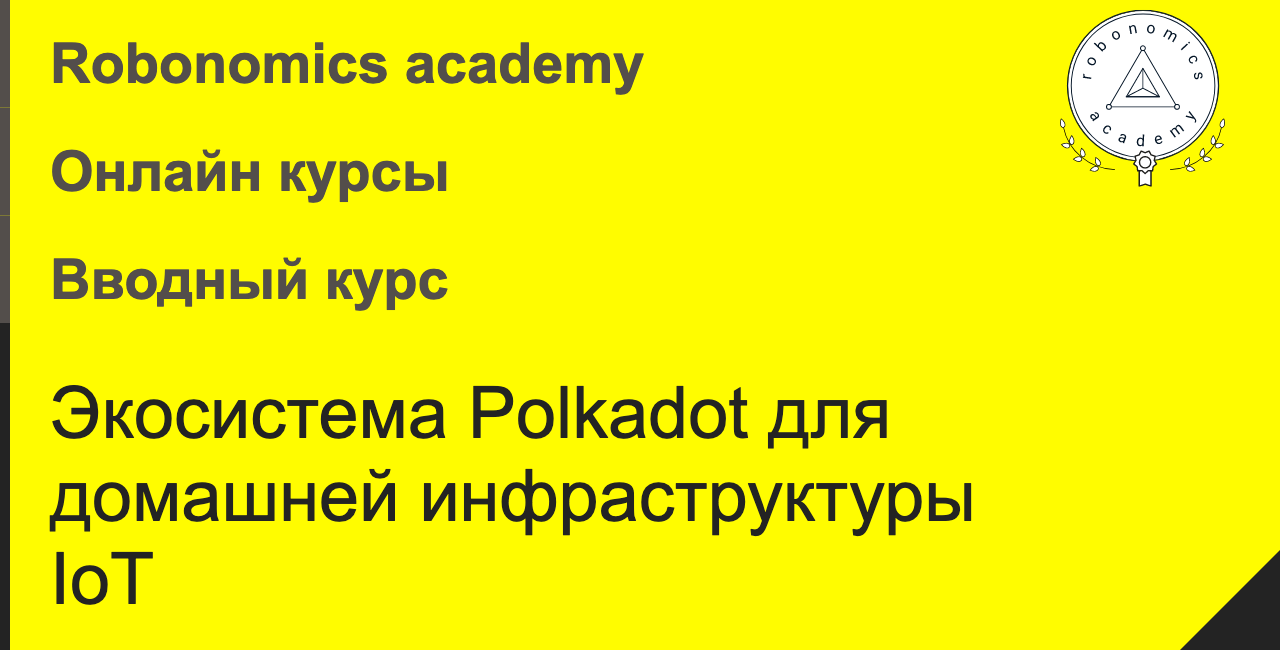 Robonomics academy
robonomics
academy
Онлайн курсы
Вводный курс
Экосистема Polkadot для
домашней инфраструктуры
IoT